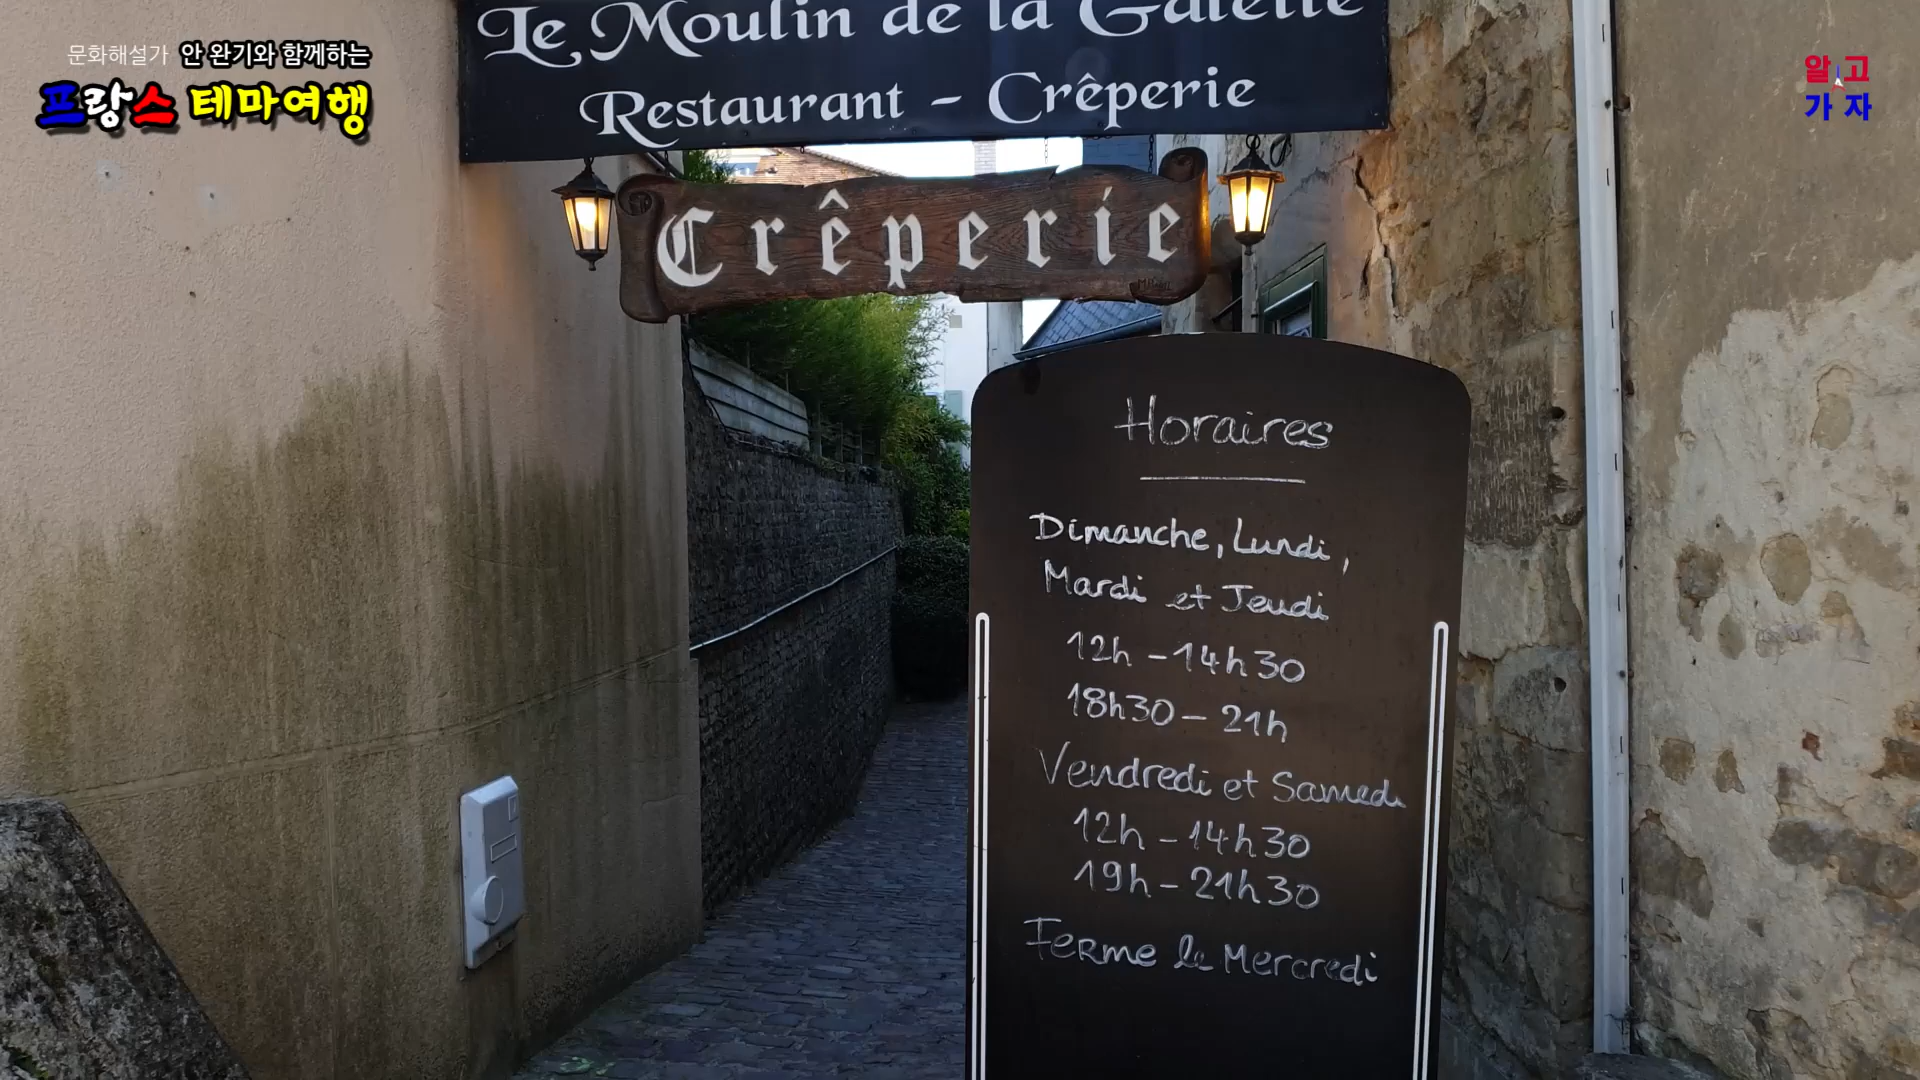 문화해설가 안 완기와 함께하는
프랑스 테마여행
알고
가자
Le Moulin de la Galette
Restaurant - Crêperie
Crêperie
Horaires
Dimanche, Lundi,
Mardi et Jeudi
12h - 14h30
18h30 - 21h
Vendredi et Samedi
12h - 14h30
19h - 21h30
Ferme le Mercredi